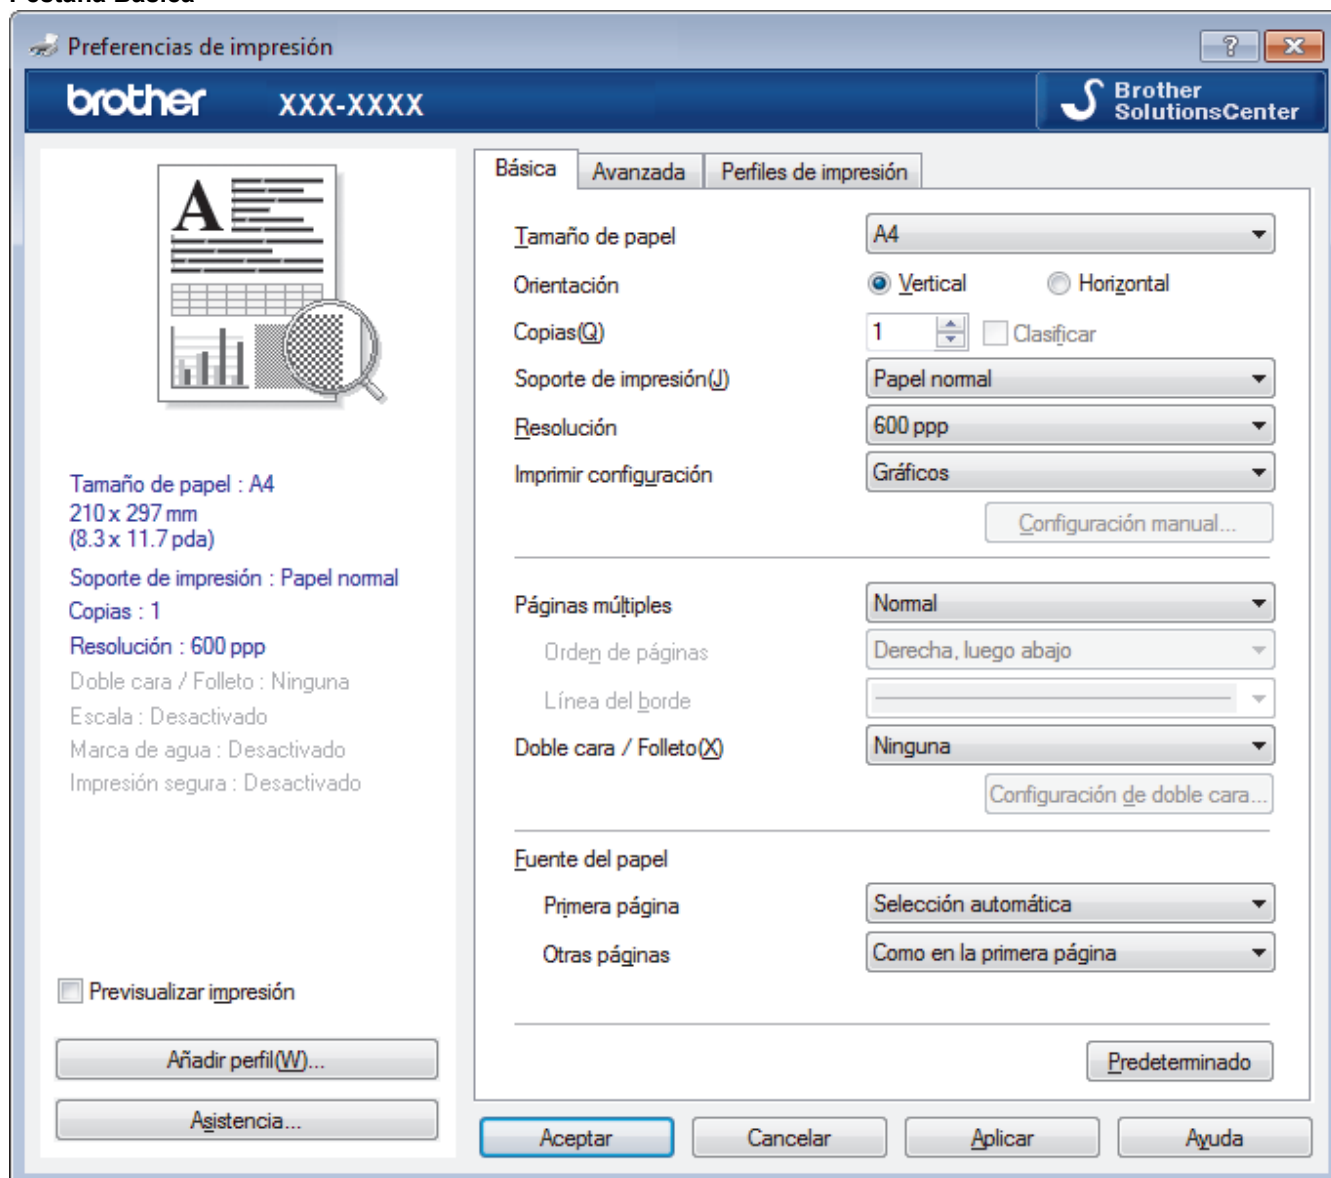 Preferencias de impresión
brother XXX-XXXX
Brother
SolutionsCenter
A
Tamaño de papel : A4
210 x 297 mm
(8.3 x 11.7 pda)
Soporte de impresión : Papel normal
Copias : 1
Resolución : 600 ppp
Doble cara / Folleto : Ninguna
Escala : Desactivado
Marca de agua : Desactivado
Impresión segura : Desactivado
Previsualizar impresión
Añadir perfil(W)...
Asistencia...
Básica Avanzada Perfiles de impresión
Tamaño de papel A4
Orientación Vertical Horizontal
Copias(Q) 1 Clasificar
Soporte de impresión(J) Papel normal
Resolución 600 ppp
Imprimir configuración Gráficos
Configuración manual...
Páginas múltiples Normal
Orden de páginas Derecha, luego abajo
Línea del borde
Doble cara / Folleto(X) Ninguna
Configuración de doble cara...
Fuente del papel
Primera página Selección automática
Otras páginas Como en la primera página
Predeterminado
Aceptar Cancelar Aplicar Ayuda